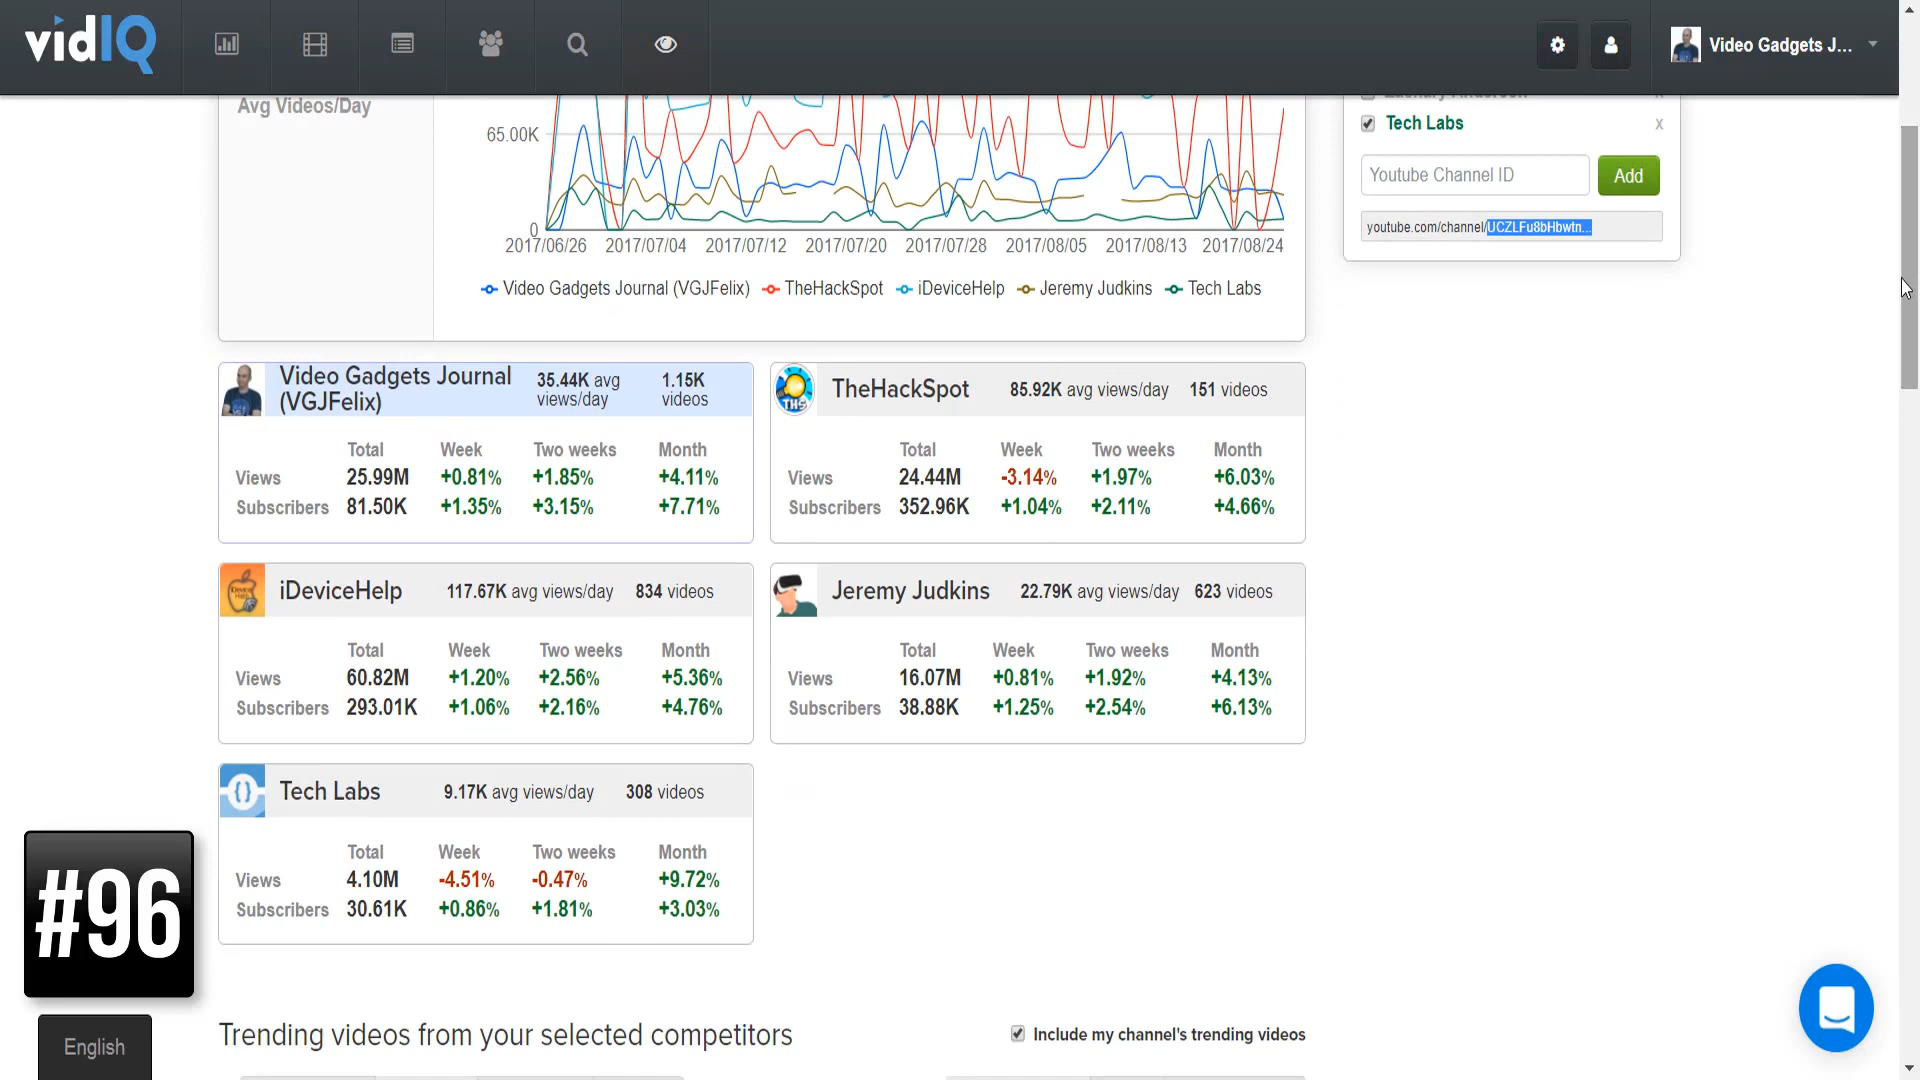 vidIQ
Video Gadgets J...
Avg Videos/Day
65.00K
0
2017/06/26 2017/07/04 2017/07/12 2017/07/20 2017/07/28 2017/08/05 2017/08/13 2017/08/24
Video Gadgets Journal (VGJFelix) TheHackSpot iDeviceHelp Jeremy Judkins Tech Labs
Tech Labs x
Youtube Channel ID Add
youtube.com/channel/UCZLFu8bHbwtn...
Video Gadgets Journal (VGJFelix) 35.44K avg views/day 1.15K videos
Total Week Two weeks Month
Views 25.99M +0.81% +1.85% +4.11%
Subscribers 81.50K +1.35% +3.15% +7.71%
TheHackSpot 85.92K avg views/day 151 videos
THS
Total Week Two weeks Month
Views 24.44M -3.14% +1.97% +6.03%
Subscribers 352.96K +1.04% +2.11% +4.66%
iDeviceHelp 117.67K avg views/day 834 videos
Total Week Two weeks Month
Views 60.82M +1.20% +2.56% +5.36%
Subscribers 293.01K +1.06% +2.16% +4.76%
Jeremy Judkins 22.79K avg views/day 623 videos
Total Week Two weeks Month
Views 16.07M +0.81% +1.92% +4.13%
Subscribers 38.88K +1.25% +2.54% +6.13%
Tech Labs 9.17K avg views/day 308 videos
Total Week Two weeks Month
Views 4.10M -4.51% -0.47% +9.72%
Subscribers 30.61K +0.86% +1.81% +3.03%
#96
English
Trending videos from your selected competitors
Include my channel's trending videos